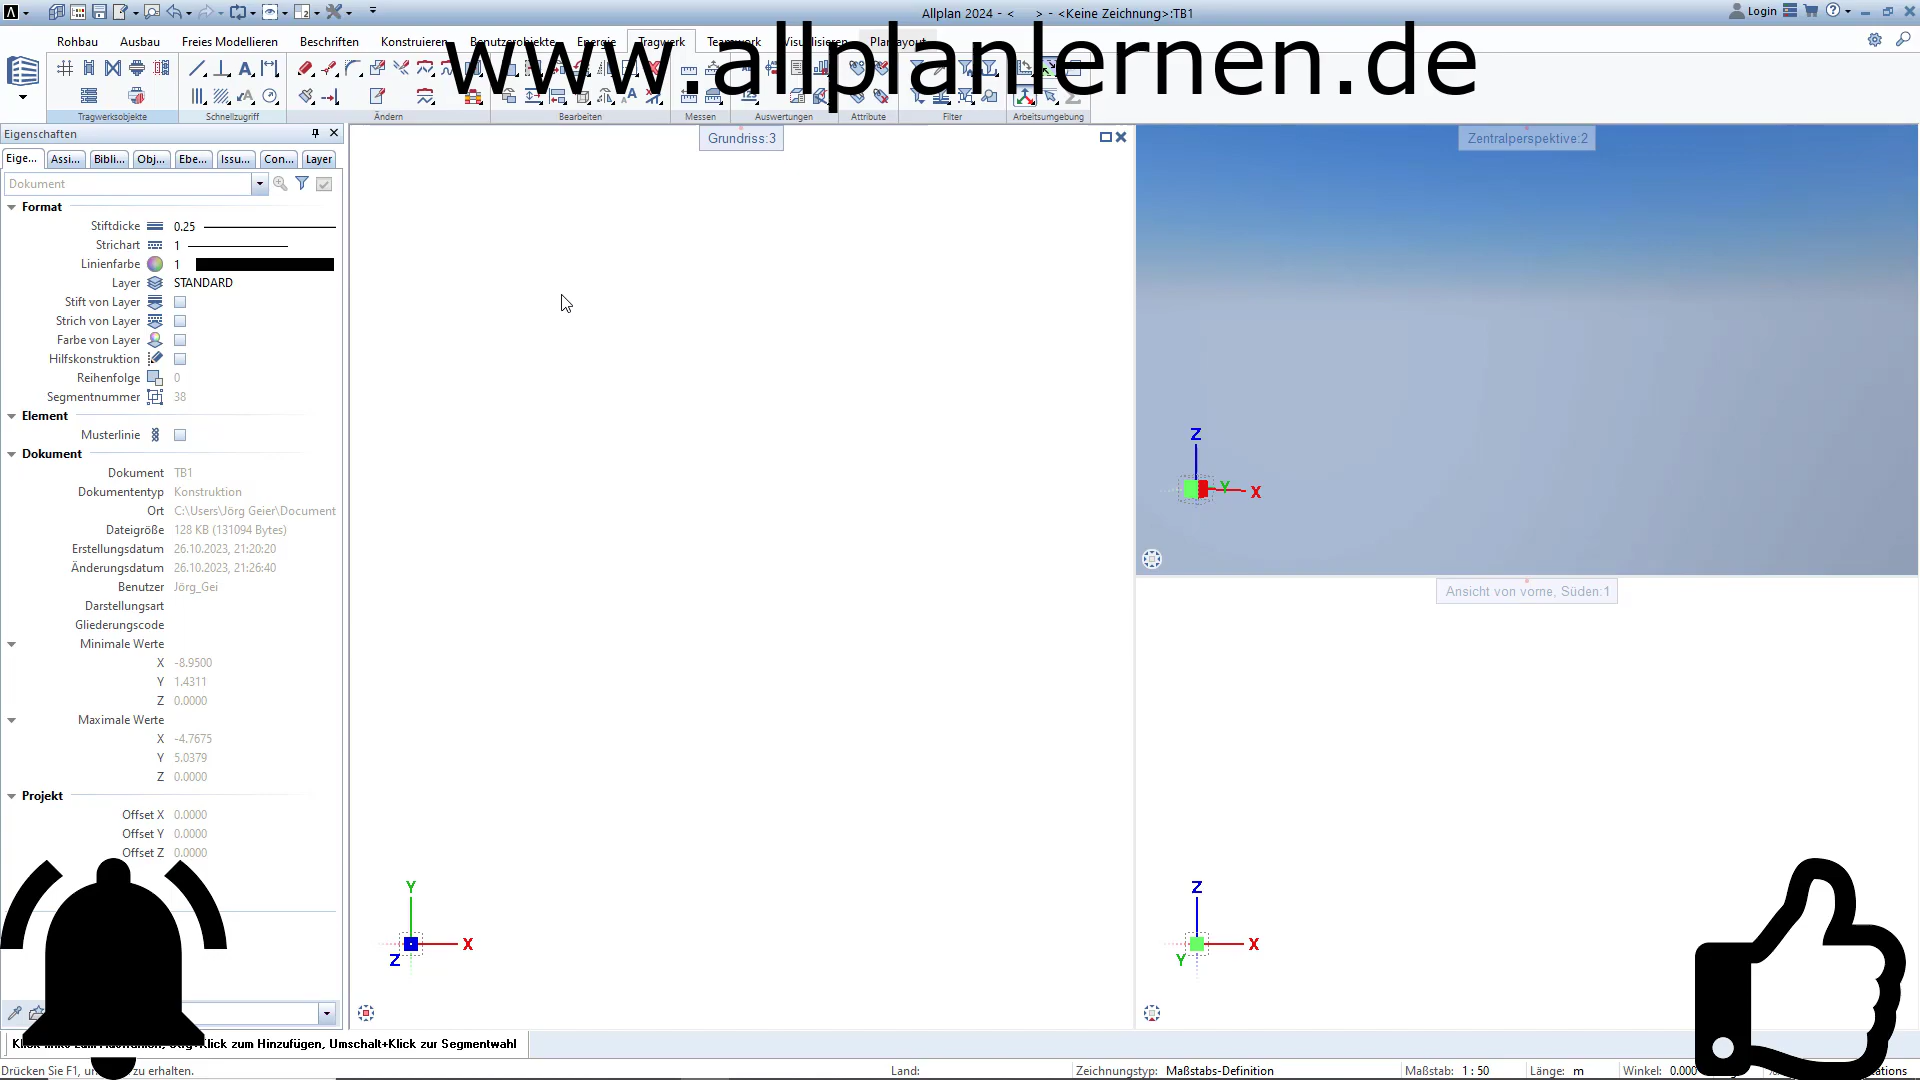 Allplan 2024 - <     > - <Keine Zeichnung>:TB1
Login
Rohbau
Ausbau
Freies Modellieren
Beschriften
Konstruieren
Benutzerobjekte
Energie
Tragwerk
Teamwork
Visualisieren
Planlayout
www.allplanlernen.de
Tragwerksobjekte
Schnellzugriff
Ändern
Bearbeiten
Messen
Auswertungen
Attribute
Filter
Arbeitsumgebung
Eigenschaften
Eige...
Assi...
Bibli...
Obj...
Ebe...
Issu...
Con...
Layer
Dokument
Format
Stiftdicke 0.25
Strichart 1
Linienfarbe 1
Layer STANDARD
Stift von Layer
Strich von Layer
Farbe von Layer
Hilfskonstruktion
Reihenfolge 0
Segmentnummer 38
Element
Musterlinie
Dokument
Dokument TB1
Dokumententyp Konstruktion
Ort C:\Users\Jörg Geier\Document
Dateigröße 128 KB (131094 Bytes)
Erstellungsdatum 26.10.2023, 21:20:20
Änderungsdatum 26.10.2023, 21:26:40
Benutzer Jörg_Gei
Darstellungsart
Gliederungscode
Minimale Werte
X -8.9500
Y 1.4311
Z 0.0000
Maximale Werte
X -4.7675
Y 5.0379
Z 0.0000
Projekt
Offset X 0.0000
Offset Y 0.0000
Offset Z 0.0000
Grundriss:3
Y
X
Z
Zentralperspektive:2
Z
Y
X
Ansicht von vorne, Süden:1
Z
X
Y
Klick zum Hinzufügen, Umschalt+Klick zur Segmentwahl
Drücken Sie F1, un zu erhalten.
Land:
Zeichnungstyp: Maßstabs-Definition
Maßstab: 1 : 50
Länge: m
Winkel: 0.000